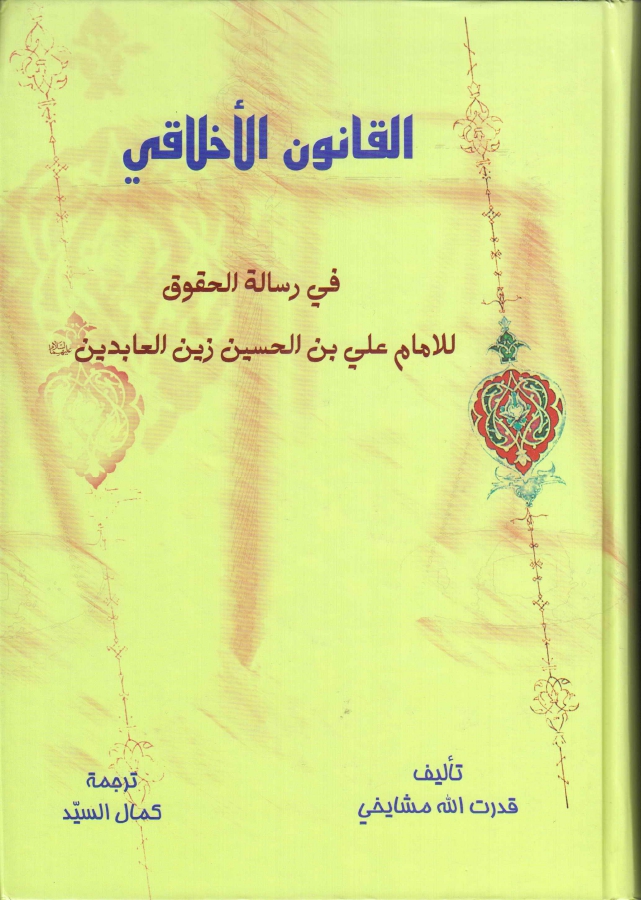 القانون الأخلاقي
في رسالة الحقوق
للامام علي بن الحسين زين العابدين
تأليف
قدرت الله مشايخي
ترجمة
كمال السيّد